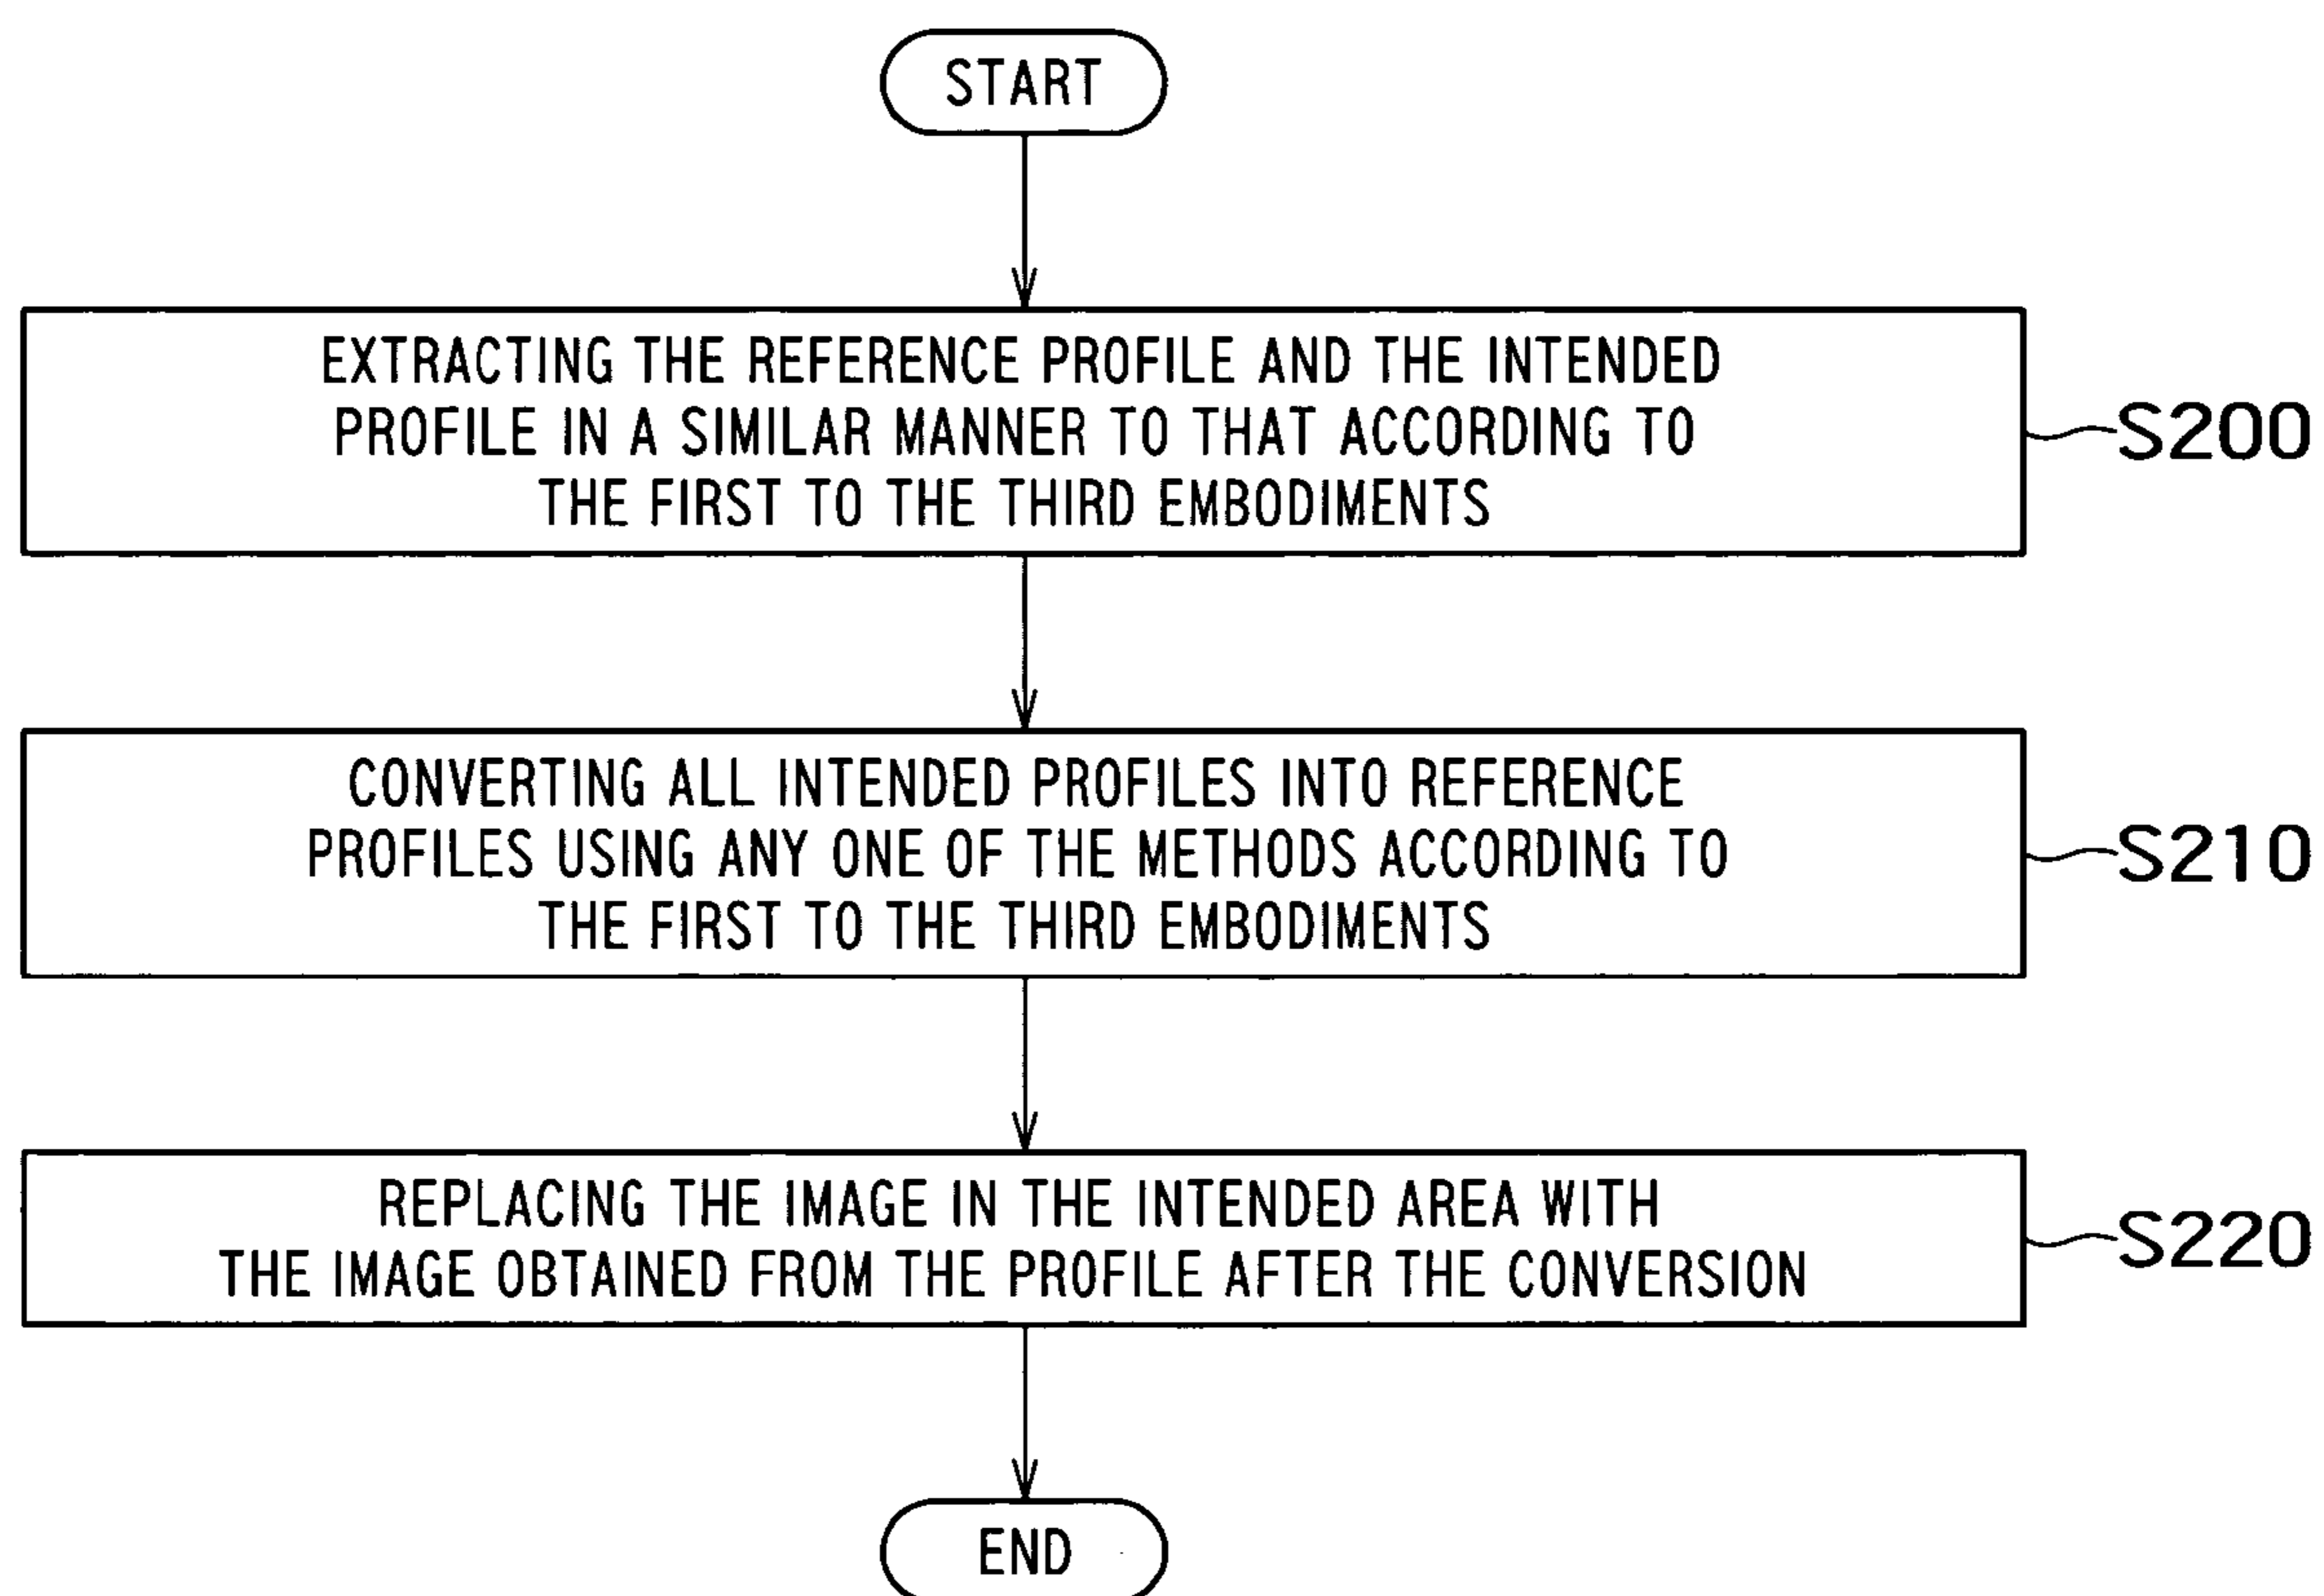 START
EXTRACTING THE REFERENCE PROFILE AND THE INTENDED
PROFILE IN A SIMILAR MANNER TO THAT ACCORDING TO
THE FIRST TO THE THIRD EMBODIMENTS
S200
CONVERTING ALL INTENDED PROFILES INTO REFERENCE
PROFILES USING ANY ONE OF THE METHODS ACCORDING TO
THE FIRST TO THE THIRD EMBODIMENTS
S210
REPLACING THE IMAGE IN THE INTENDED AREA WITH
THE IMAGE OBTAINED FROM THE PROFILE AFTER THE CONVERSION
S220
END